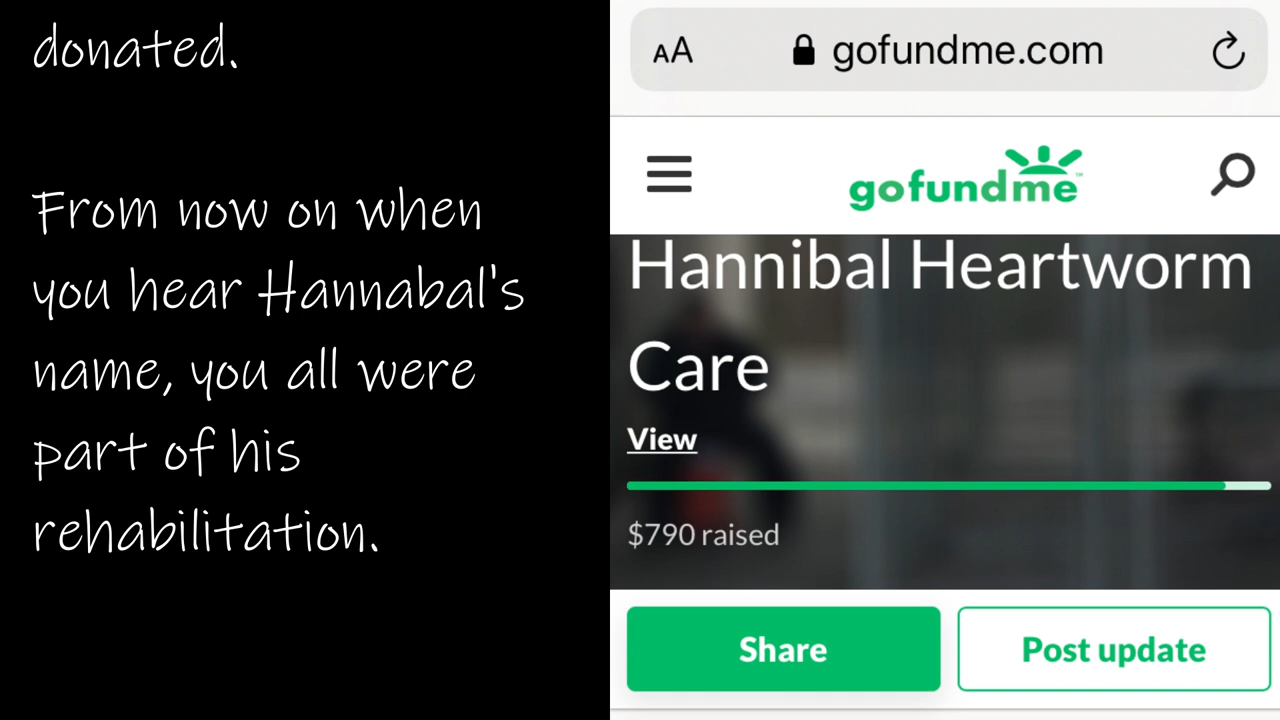 donated.
From now on when
you hear Hannabal's
name, you all were
part of his
rehabilitation.
AA
gofundme.com
gofundme™
Hannibal Heartworm
Care
View
$790 raised
Share
Post update